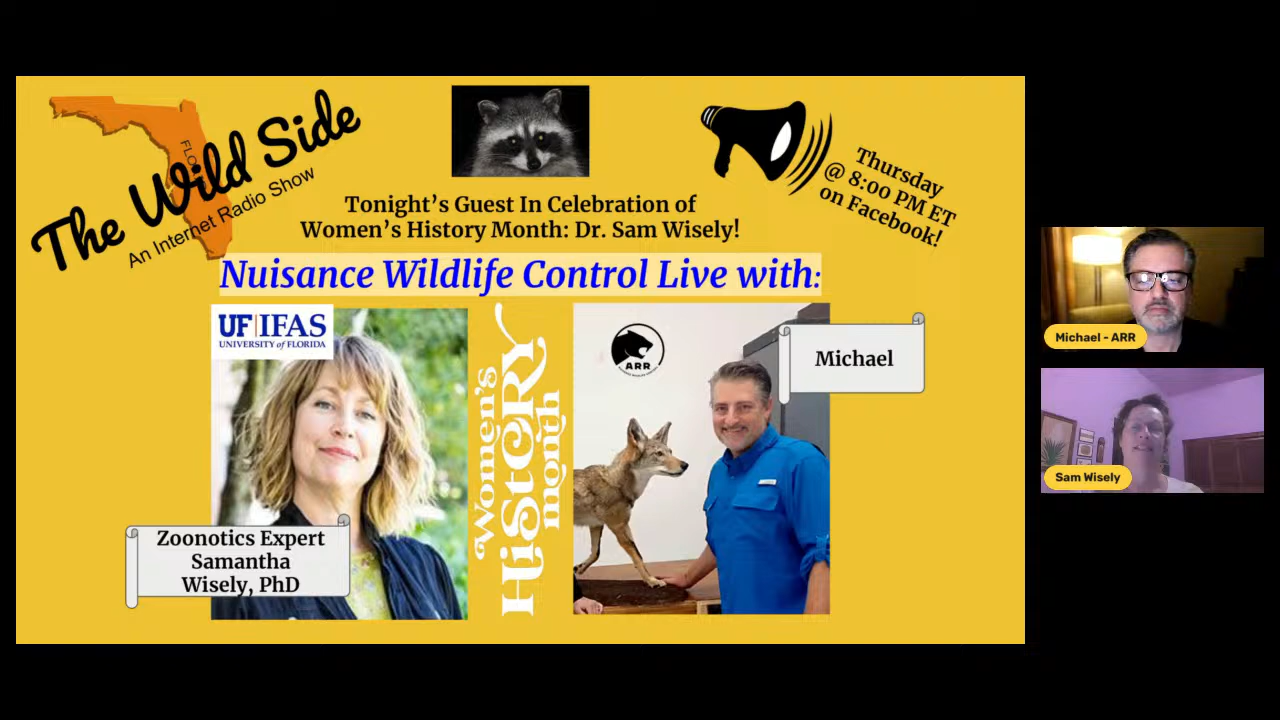 The Wild Side
An Internet Radio Show
FLO
Thursday
@ 8:00 PM ET
on Facebook!
Tonight’s Guest In Celebration of
Women’s History Month: Dr. Sam Wisely!
Nuisance Wildlife Control Live with:
UF|IFAS
UNIVERSITY of FLORIDA
Women's
HiSTORY
month
ARR
Michael
Zoonotics Expert
Samantha
Wisely, PhD
Michael - ARR
Sam Wisely